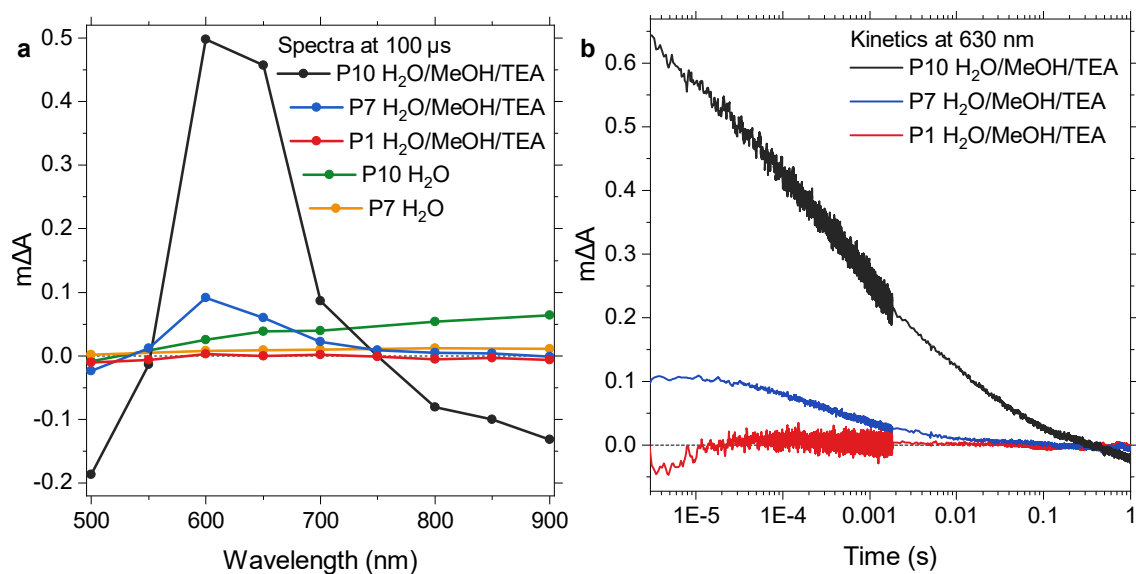 a
Spectra at 100 µs
P10 H₂O/MeOH/TEA
P7 H₂O/MeOH/TEA
P1 H₂O/MeOH/TEA
P10 H₂O
P7 H₂O
0.5
0.4
0.3
0.2
0.1
0.0
-0.1
-0.2
m∆A
500
600
700
800
900
Wavelength (nm)
b
Kinetics at 630 nm
P10 H₂O/MeOH/TEA
P7 H₂O/MeOH/TEA
P1 H₂O/MeOH/TEA
0.6
0.5
0.4
0.3
0.2
0.1
0.0
m∆A
1E-5
1E-4
0.001
0.01
0.1
1
Time (s)